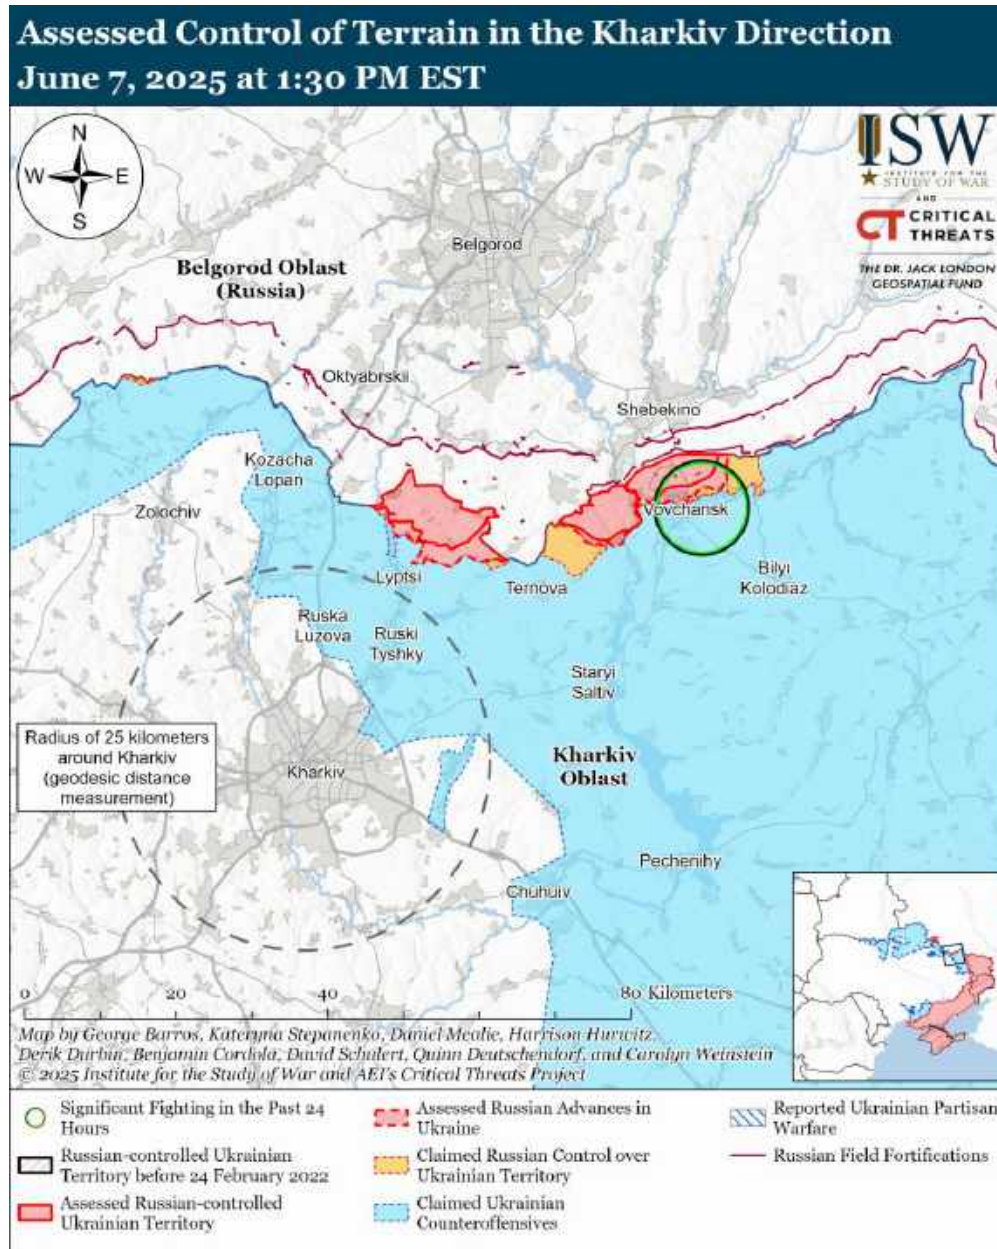 Assessed Control of Terrain in the Kharkiv Direction
June 7, 2025 at 1:30 PM EST
N
W
E
S
ISW
INSTITUTE FOR THE
STUDY OF WAR
AND
CT CRITICAL
THREATS
THE DR. JACK LONDON
GEOSPATIAL FUND
Belgorod
Belgorod Oblast
(Russia)
Oktyabrskii
Shebekino
Kozacha
Lopan
Zolochiv
Vovchansk
Lyptsi
Ternova
Bilyi
Kolodiaz
Ruska
Luzova
Ruski
Tyshky
Staryi
Saltiv
Radius of 25 kilometers
around Kharkiv
(geodesic distance
measurement)
Kharkiv
Kharkiv
Oblast
Pechenihy
Chuhuiv
0
20
40
80 Kilometers
Map by George Barros, Kateryna Stepanenko, Daniel Mealie, Harrison Hurwitz,
Derik Durbin, Benjamin Cordola, David Schulert, Quinn Deutschendorf, and Carolyn Weinstein
© 2025 Institute for the Study of War and AEI's Critical Threats Project
Significant Fighting in the Past 24
Hours
Russian-controlled Ukrainian
Territory before 24 February 2022
Assessed Russian-controlled
Ukrainian Territory
Assessed Russian Advances in
Ukraine
Claimed Russian Control over
Ukrainian Territory
Claimed Ukrainian
Counteroffensives
Reported Ukrainian Partisan
Warfare
Russian Field Fortifications